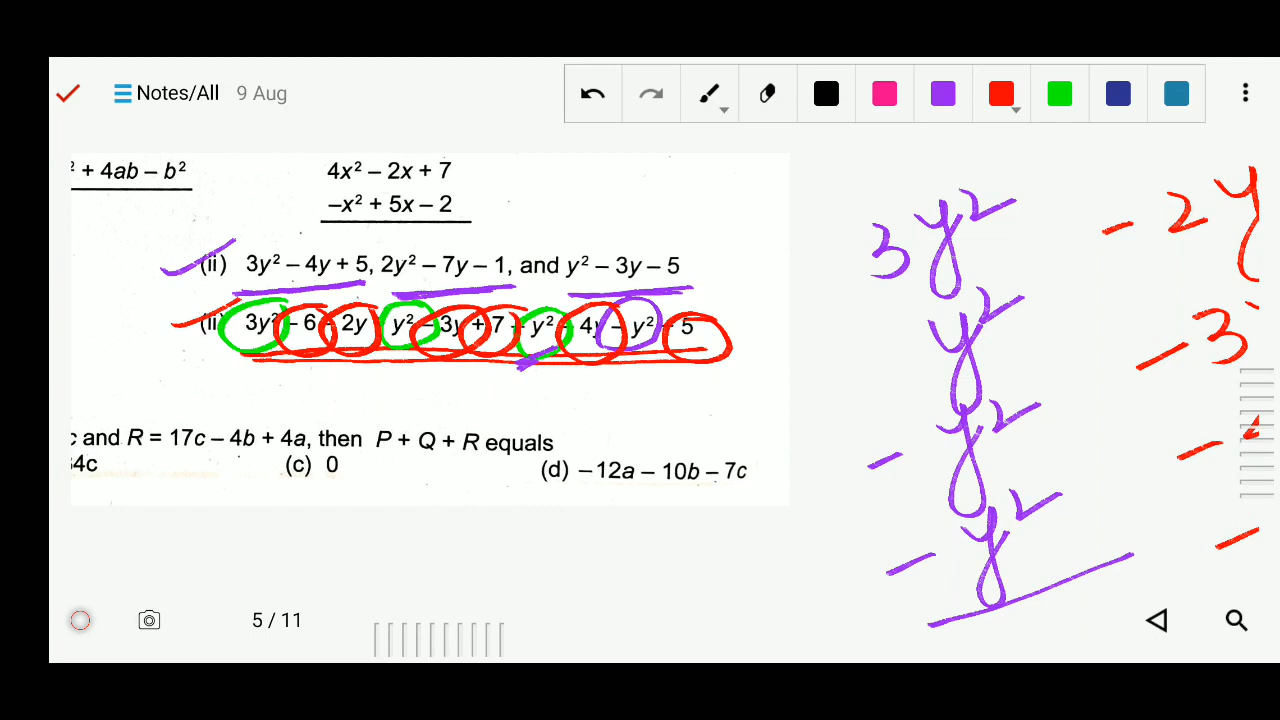 Notes/All 9 Aug
² + 4ab – b²
4x² – 2x + 7
–x² + 5x – 2
(ii) 3y² – 4y + 5, 2y² – 7y – 1, and y² – 3y – 5
3y² – 6 2y y² – 3y + 7 – y² 4y – y² 5
c and R = 17c – 4b + 4a, then P + Q + R equals
4c (c) 0 (d) –12a – 10b – 7c
3y² – 2y
y² – 3
– y² –
– y² –
5 / 11